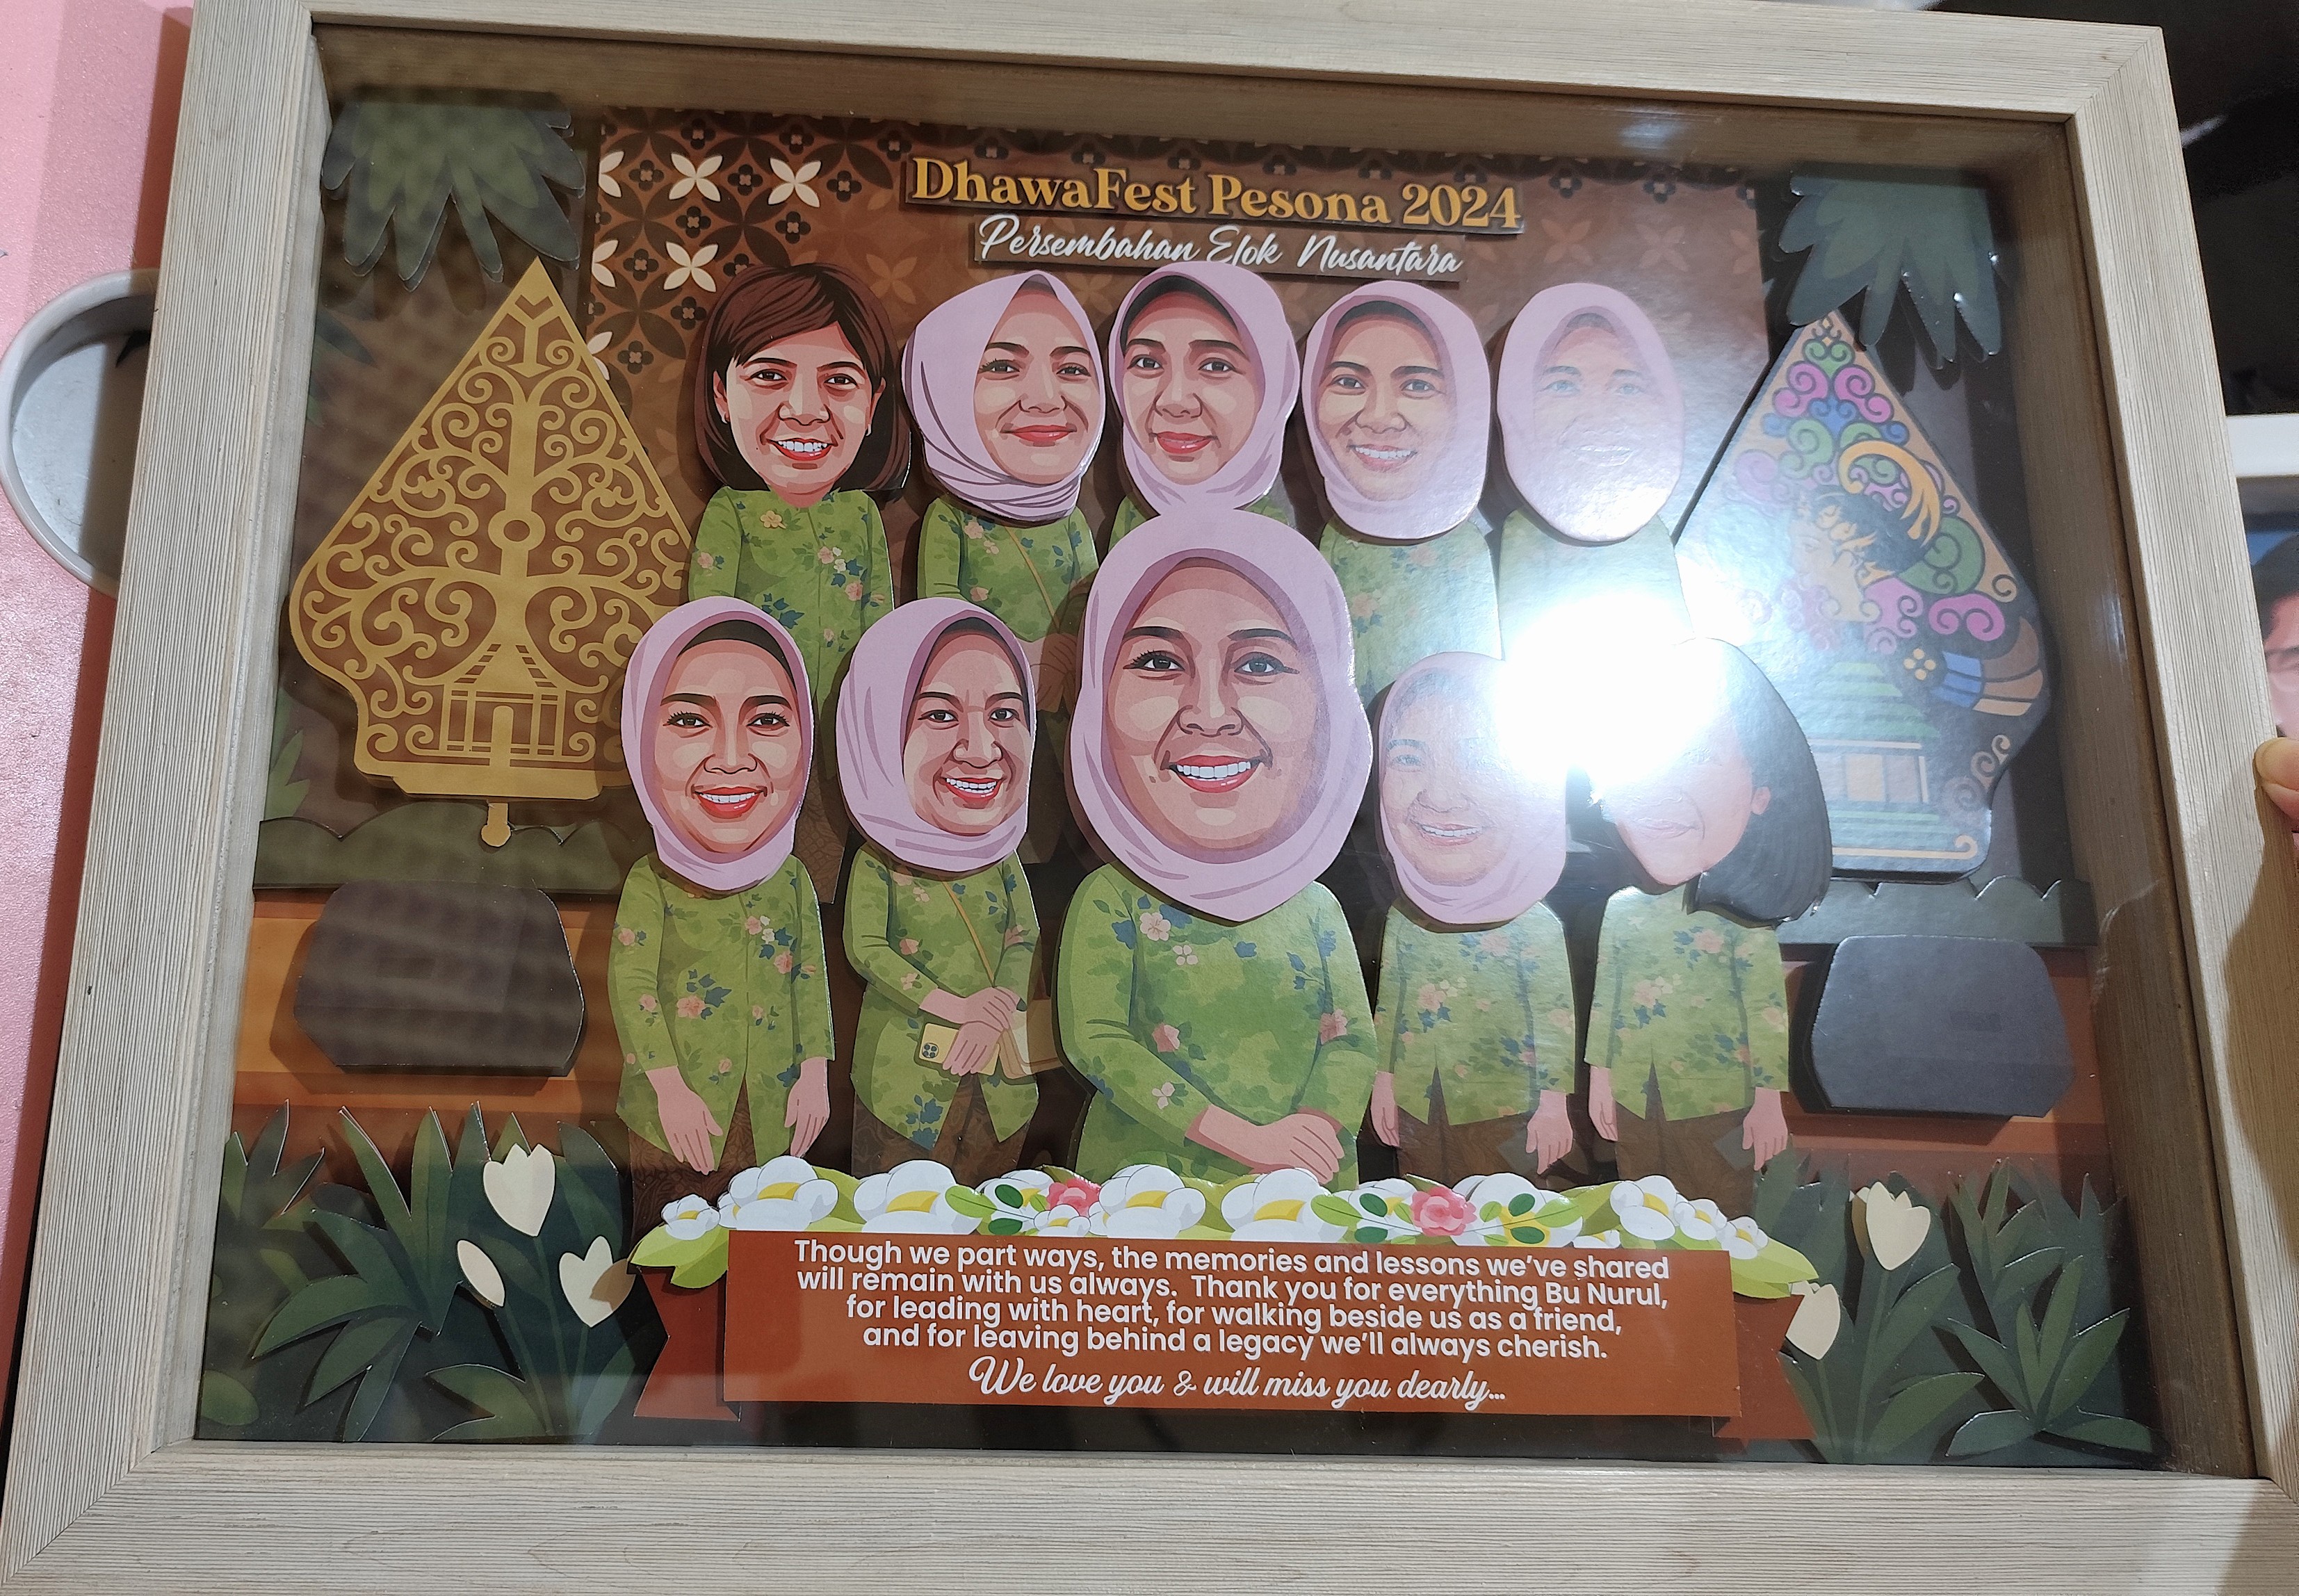 DhawaFest Pesona 2024
Persembahan Elok Nusantara
Though we part ways, the memories and lessons we've shared
will remain with us always. Thank you for everything Bu Nurul,
for leading with heart, for walking beside us as a friend,
and for leaving behind a legacy we'll always cherish.
We love you & will miss you dearly...